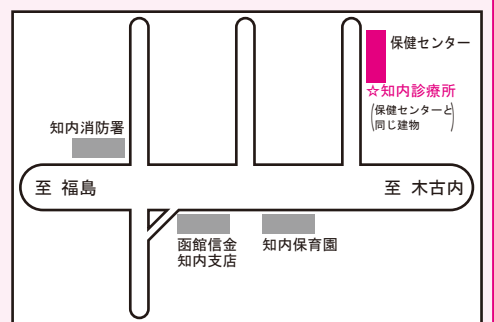 保健センター
☆知内診療所
(保健センターと
同じ建物)
知内消防署
至 福島
至 木古内
函館信金
知内支店
知内保育園